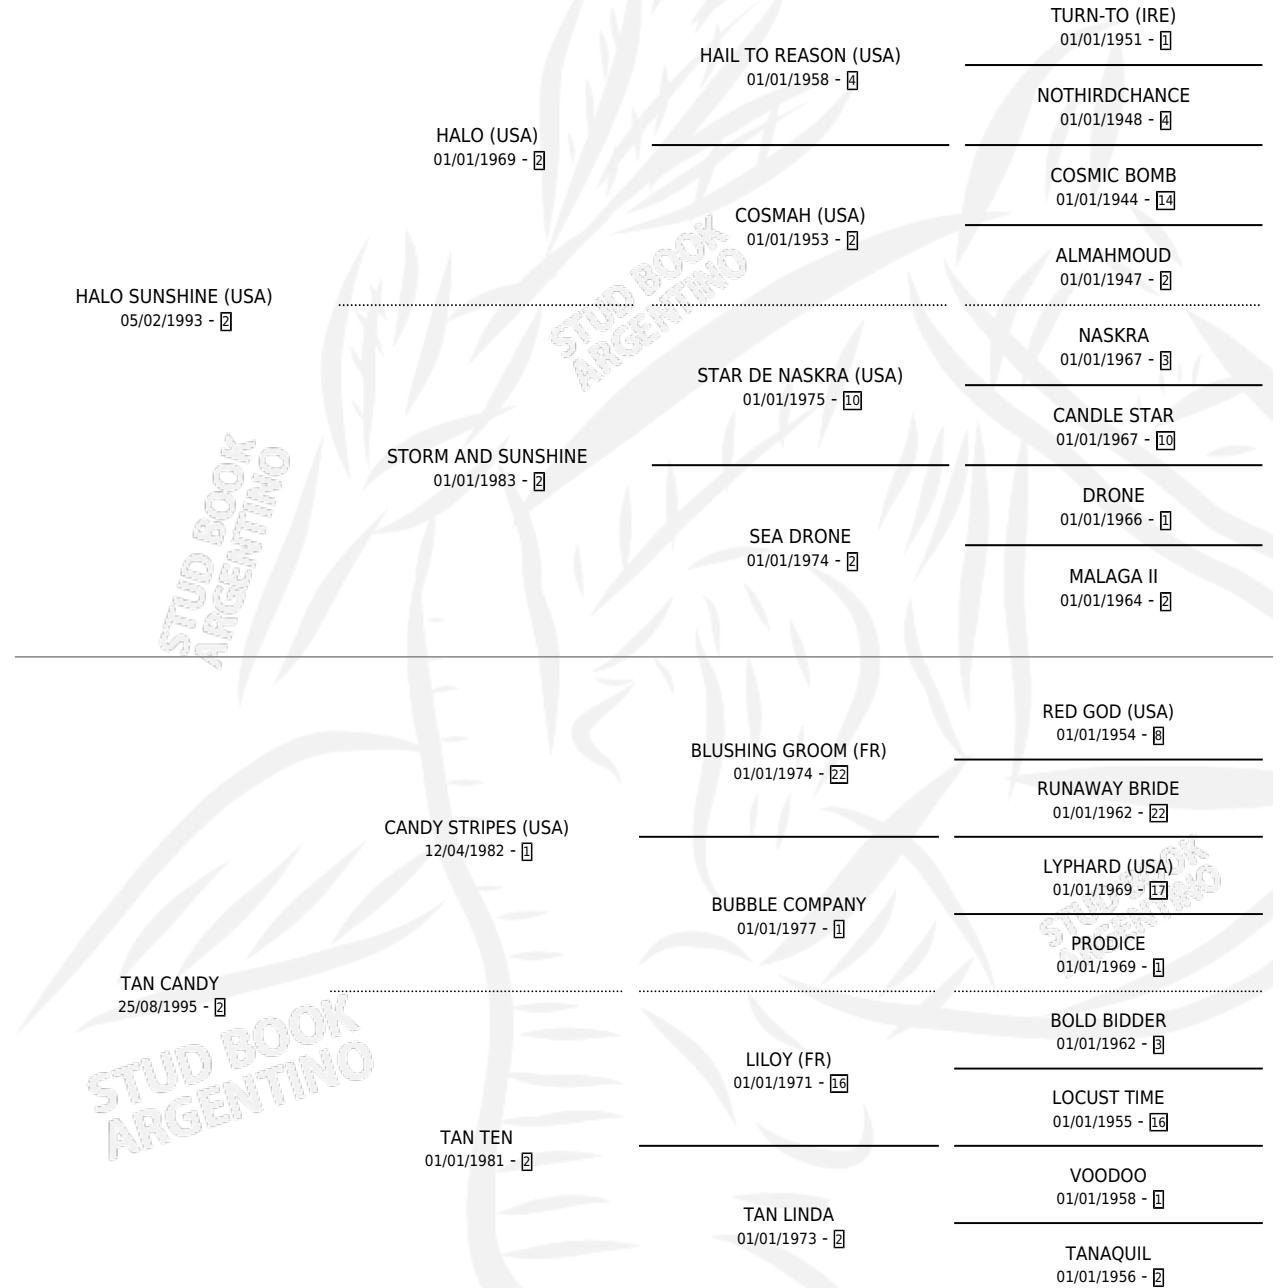 TURN-TO (IRE)
01/01/1951 - 1
HAIL TO REASON (USA)
01/01/1958 - 4
NOTHIRDCHANCE
01/01/1948 - 4
HALO (USA)
01/01/1969 - 2
COSMIC BOMB
01/01/1944 - 14
COSMAH (USA)
01/01/1953 - 2
ALMAHMOUD
01/01/1947 - 2
HALO SUNSHINE (USA)
05/02/1993 - 2
NASKRA
01/01/1967 - 3
STAR DE NASKRA (USA)
01/01/1975 - 10
CANDLE STAR
01/01/1967 - 10
STORM AND SUNSHINE
01/01/1983 - 2
DRONE
01/01/1966 - 1
SEA DRONE
01/01/1974 - 2
MALAGA II
01/01/1964 - 2
RED GOD (USA)
01/01/1954 - 8
BLUSHING GROOM (FR)
01/01/1974 - 22
RUNAWAY BRIDE
01/01/1962 - 22
CANDY STRIPES (USA)
12/04/1982 - 1
LYPHARD (USA)
01/01/1969 - 17
BUBBLE COMPANY
01/01/1977 - 1
PRODICE
01/01/1969 - 1
TAN CANDY
25/08/1995 - 2
BOLD BIDDER
01/01/1962 - 3
LILOY (FR)
01/01/1971 - 16
LOCUST TIME
01/01/1955 - 16
TAN TEN
01/01/1981 - 2
VOODOO
01/01/1958 - 1
TAN LINDA
01/01/1973 - 2
TANAQUIL
01/01/1956 - 2
STUD BOOK
ARGENTINO
STUD BOOK
ARGENTINO
STUD BOOK
ARGENTINO
STUD BOOK
ARGENTINO